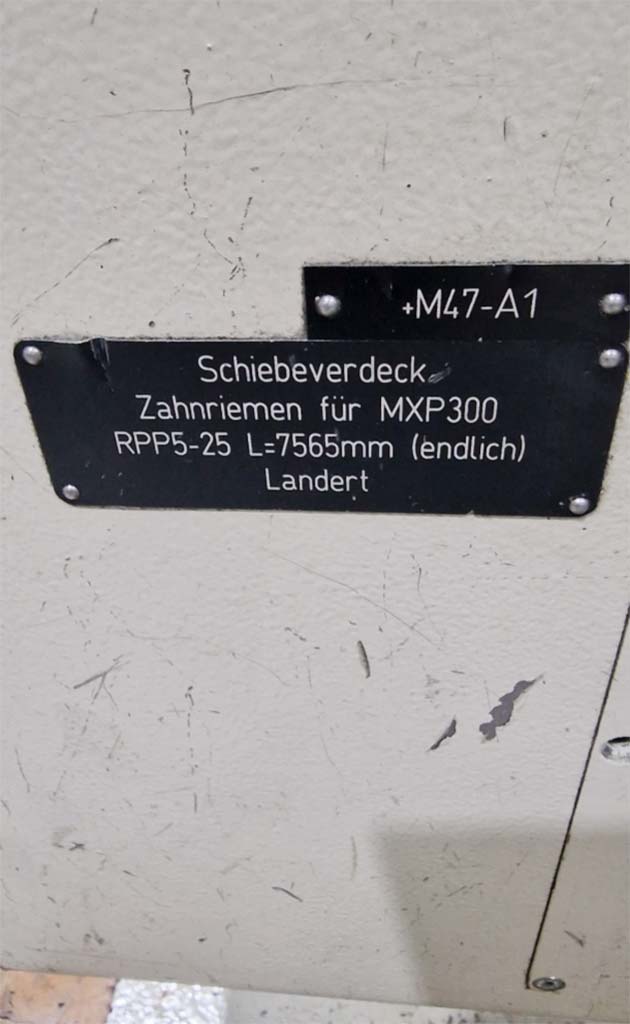 +M47-A1
Schiebeverdeck
Zahnriemen für MXP300
RPP5-25 L=7565mm (endlich)
Landert